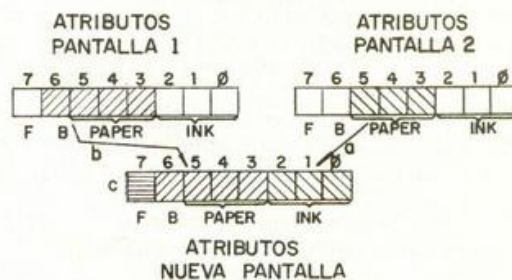 ATRIBUTOS
PANTALLA 1
7 6 5 4 3 2 1 Ø
F B PAPER INK
ATRIBUTOS
PANTALLA 2
7 6 5 4 3 2 1 Ø
F B PAPER INK
b
a
7 6 5 4 3 2 1 Ø
C
F B PAPER INK
ATRIBUTOS
NUEVA PANTALLA